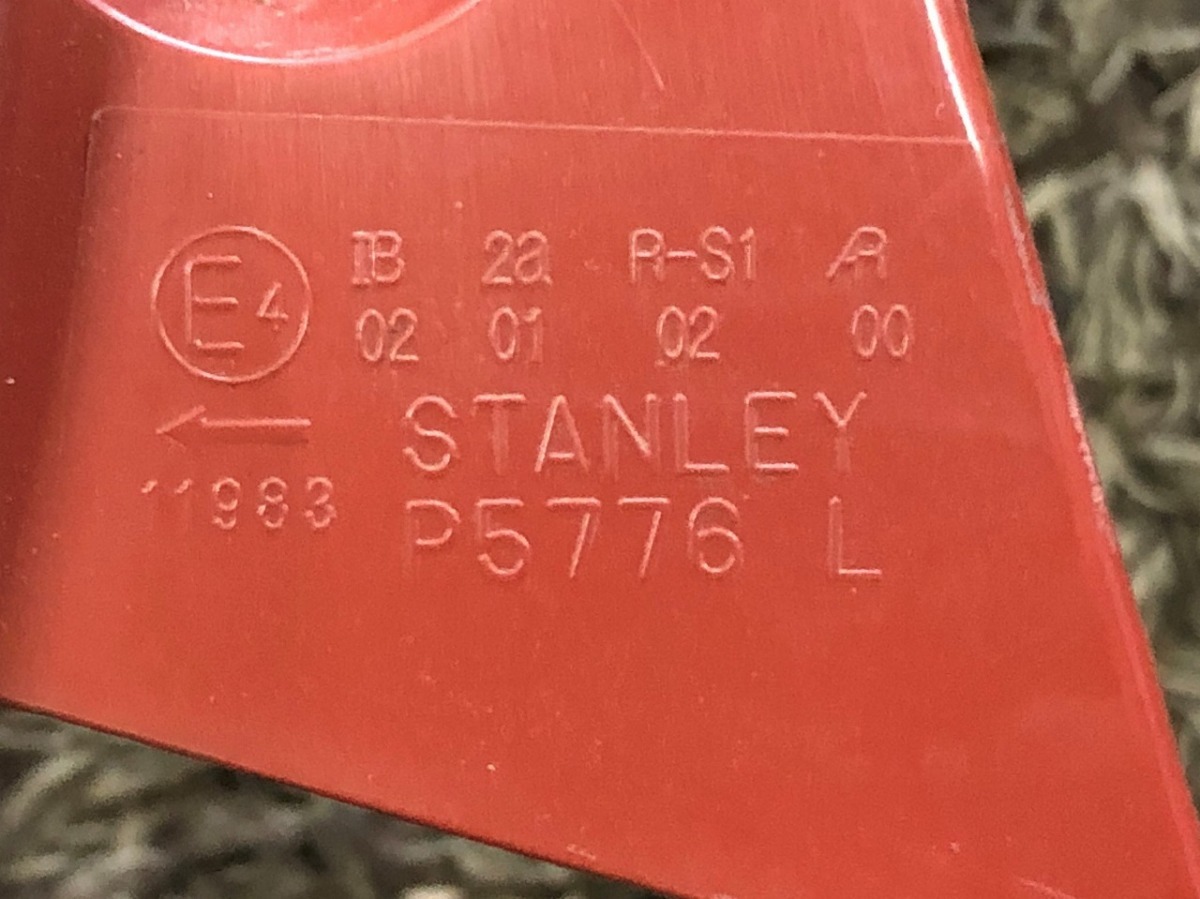 E4 IB 2a R-S1 AR
02 01 02 00
← STANLEY
11983 P5776 L